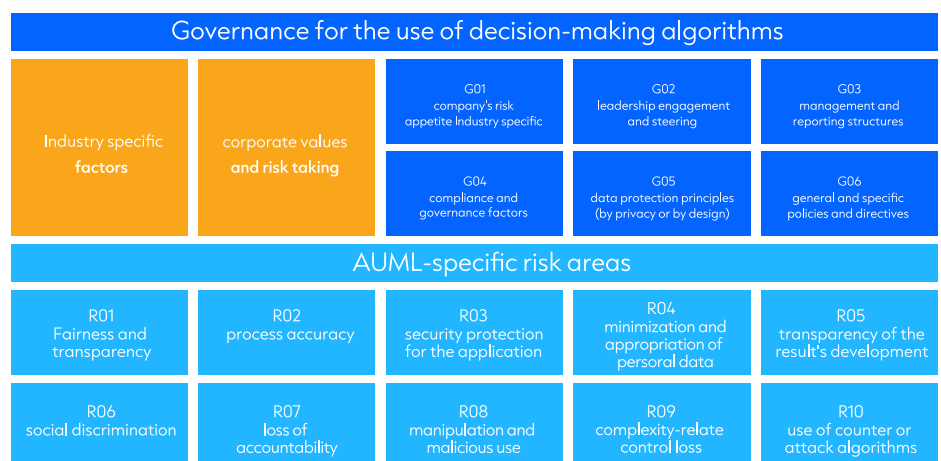 Governance for the use of decision-making algorithms
Industry specific
factors
corporate values
and risk taking
G01
company's risk
appetite Industry specific
G02
leadership engagement
and steering
G03
management and
reporting structures
G04
compliance and
governance factors
G05
data protection principles
(by privacy or by design)
G06
general and specific
policies and directives
AUML-specific risk areas
R01
Fairness and
transparency
R02
process accuracy
R03
security protection
for the application
R04
minimization and
appropriation of
personal data
R05
transparency of the
result's development
R06
social discrimination
R07
loss of
accountability
R08
manipulation and
malicious use
R09
complexity-relate
control loss
R10
use of counter or
attack algorithms